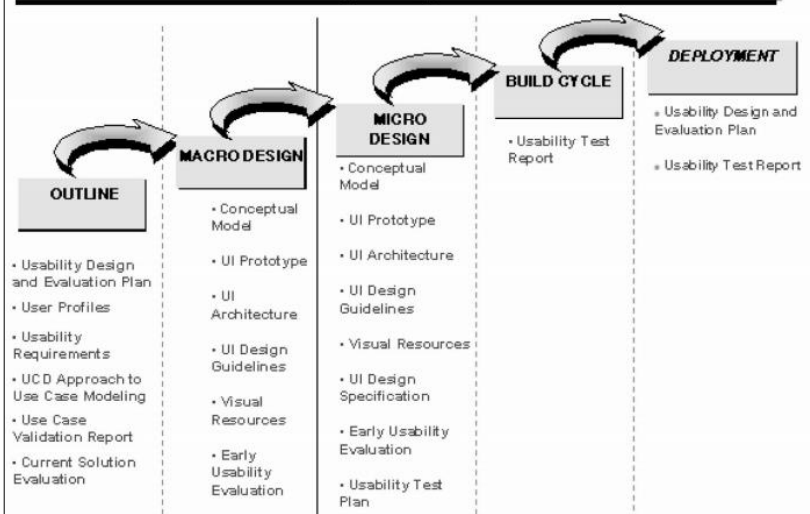 OUTLINE
• Usability Design
and Evaluation Plan
• User Profiles
• Usability
Requirements
• UCD Approach to
Use Case Modeling
• Use Case
Validation Report
• Current Solution
Evaluation
MACRO DESIGN
• Conceptual
Model
• UI Prototype
• UI
Architecture
• UI Design
Guidelines
• Visual
Resources
• Early
Usability
Evaluation
MICRO
DESIGN
• Conceptual
Model
• UI Prototype
• UI Architecture
• UI Design
Guidelines
• Visual Resources
• UI Design
Specification
• Early Usability
Evaluation
• Usability Test
Plan
BUILD CYCLE
• Usability Test
Report
DEPLOYMENT
• Usability Design and
Evaluation Plan
• Usability Test Report